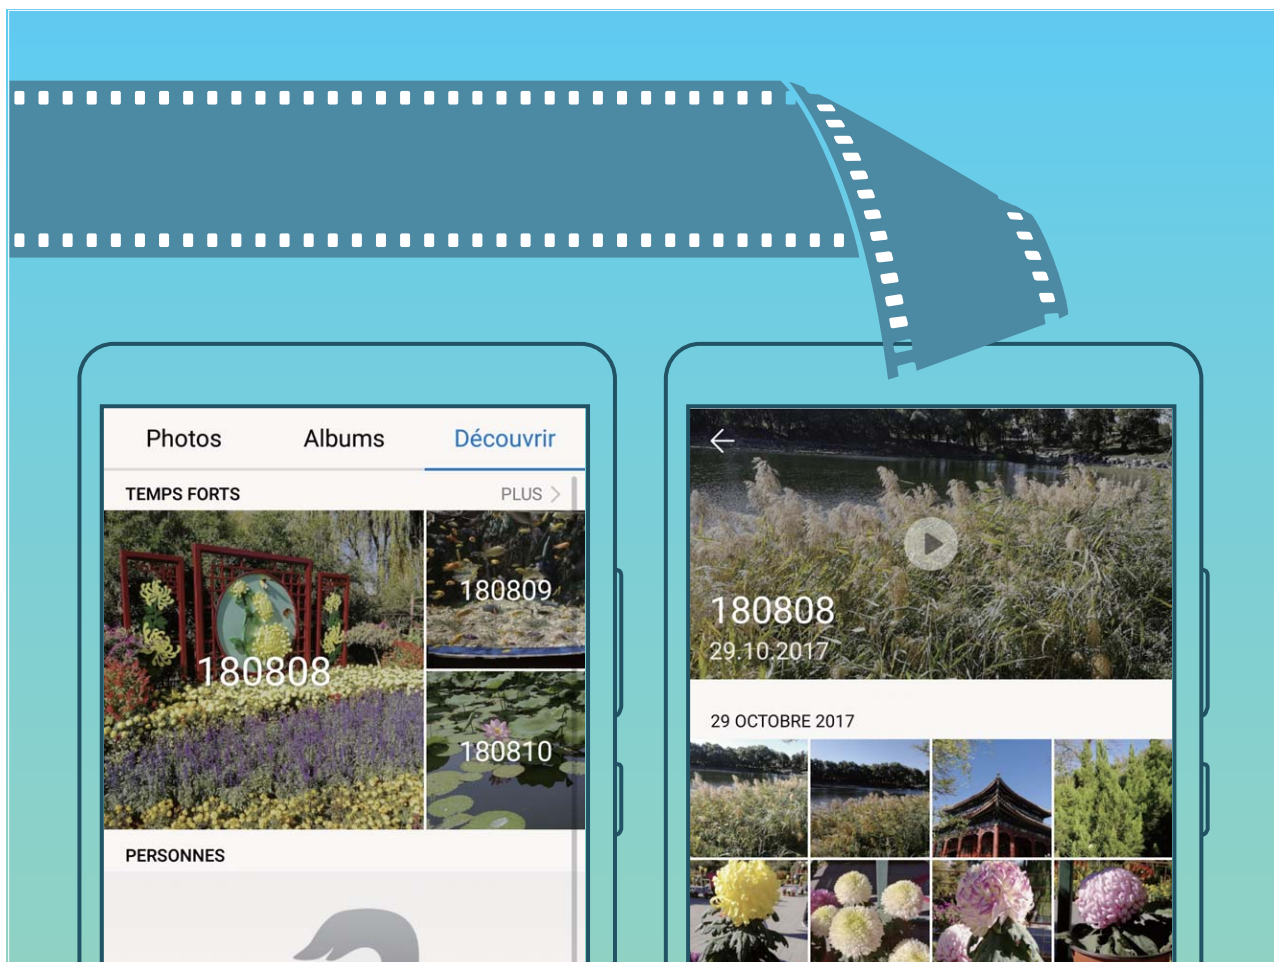 Photos Albums Découvrir
TEMPS FORTS PLUS
180808
180809
180810
PERSONNES
180808
29.10.2017
29 OCTOBRE 2017